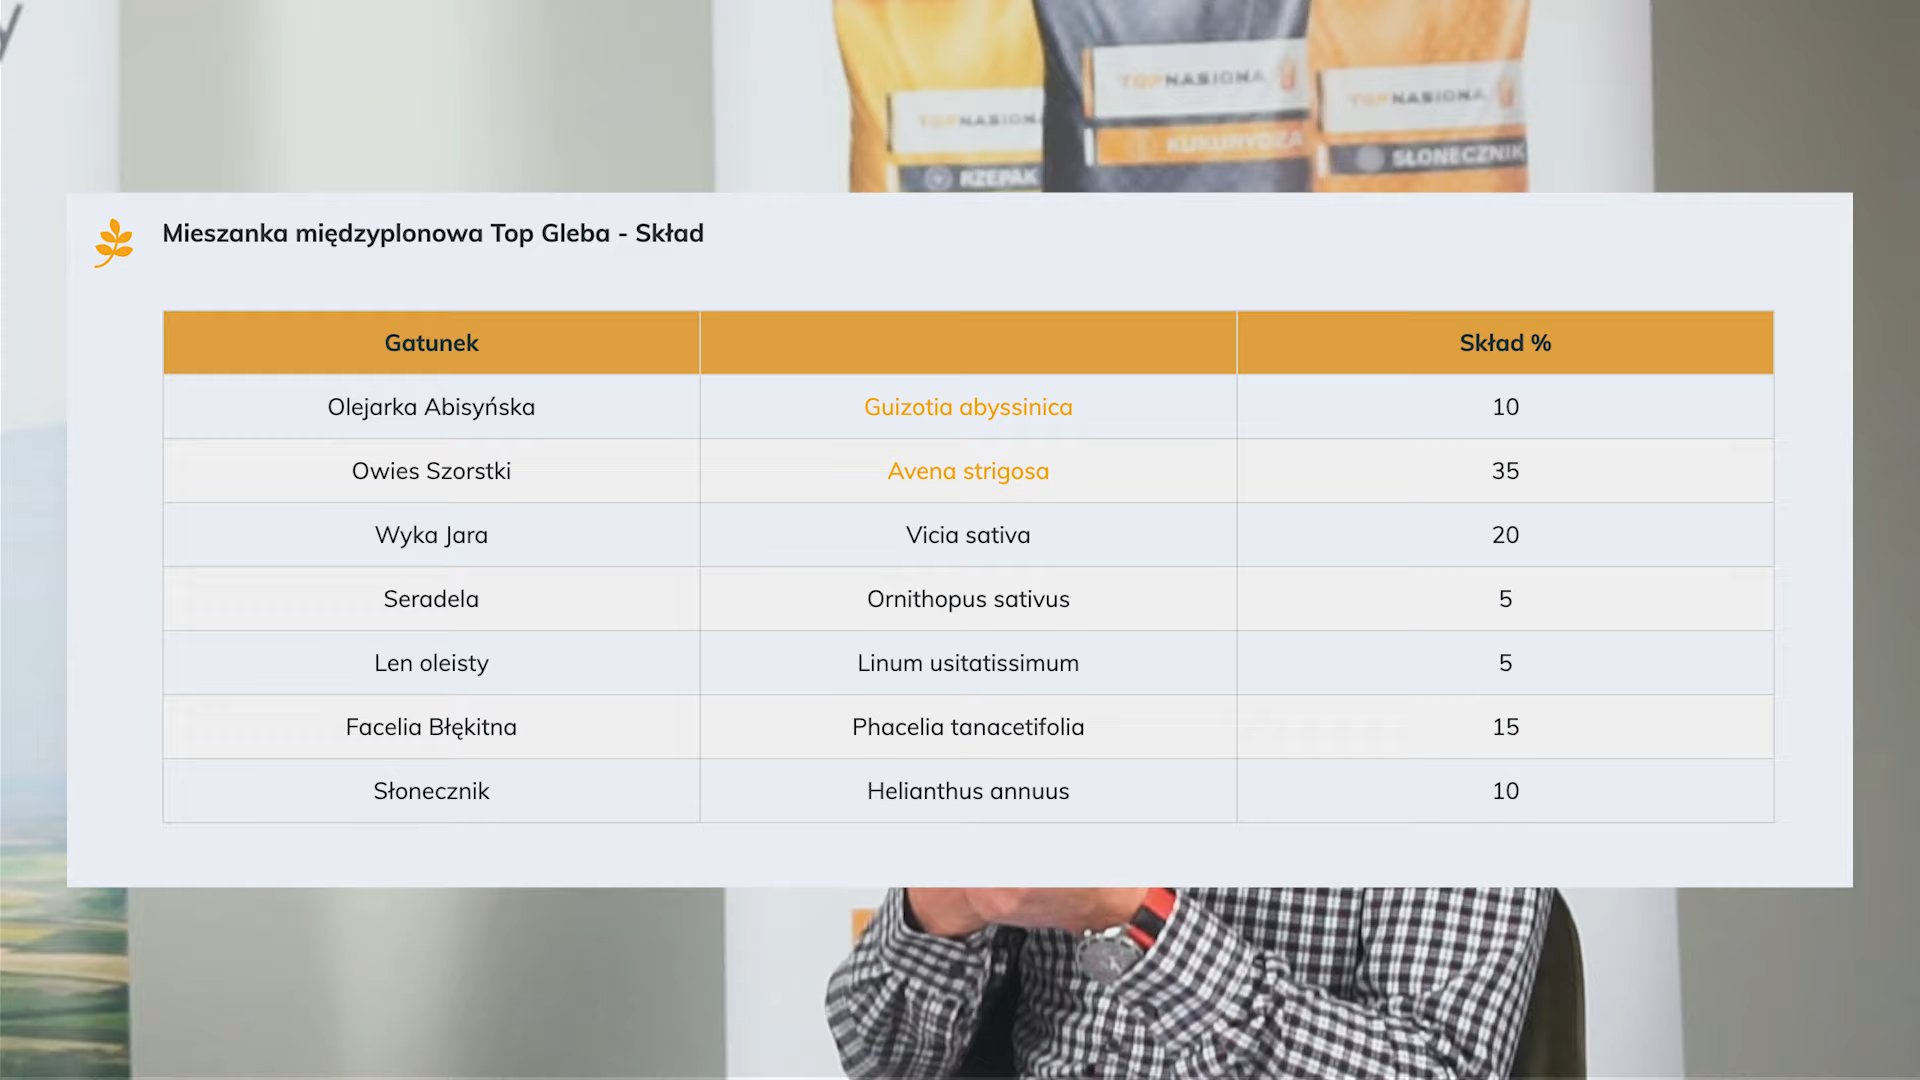 TOPNASIONA
TOPNASIONA
TOPNASIONA
RZEPAK
KUKURYDZA
SŁONECZNIK
Mieszanka międzyplonowa Top Gleba - Skład
Gatunek Skład %
Olejarka Abisyńska Guizotia abyssinica 10
Owies Szorstki Avena strigosa 35
Wyka Jara Vicia sativa 20
Seradela Ornithopus sativus 5
Len oleisty Linum usitatissimum 5
Facelia Błękitna Phacelia tanacetifolia 15
Słonecznik Helianthus annuus 10